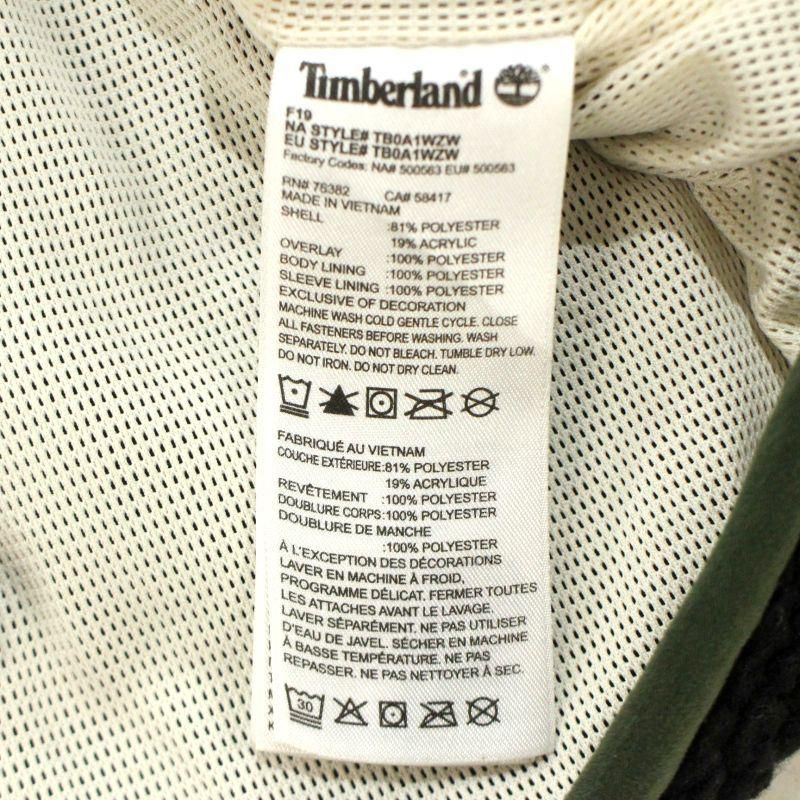 Timberland
F19
NA STYLE# TB0A1WZW
EU STYLE# TB0A1WZW
Factory Codes: NA# 500563 EU# 500563
RN# 76382 CA# 58417
MADE IN VIETNAM
SHELL :81% POLYESTER
19% ACRYLIC
OVERLAY :100% POLYESTER
BODY LINING :100% POLYESTER
SLEEVE LINING :100% POLYESTER
EXCLUSIVE OF DECORATION
MACHINE WASH COLD GENTLE CYCLE. CLOSE
ALL FASTENERS BEFORE WASHING. WASH
SEPARATELY. DO NOT BLEACH. TUMBLE DRY LOW.
DO NOT IRON. DO NOT DRY CLEAN.
FABRIQUÉ AU VIETNAM
COUCHE EXTÉRIEURE:81% POLYESTER
19% ACRYLIQUE
REVÊTEMENT :100% POLYESTER
DOUBLURE CORPS:100% POLYESTER
DOUBLURE DE MANCHE
:100% POLYESTER
À L'EXCEPTION DES DÉCORATIONS
LAVER EN MACHINE À FROID,
PROGRAMME DÉLICAT. FERMER TOUTES
LES ATTACHES AVANT LE LAVAGE.
LAVER SÉPARÉMENT. NE PAS UTILISER
D'EAU DE JAVEL. SÉCHER EN MACHINE
À BASSE TEMPÉRATURE. NE PAS
REPASSER. NE PAS NETTOYER À SEC.
30